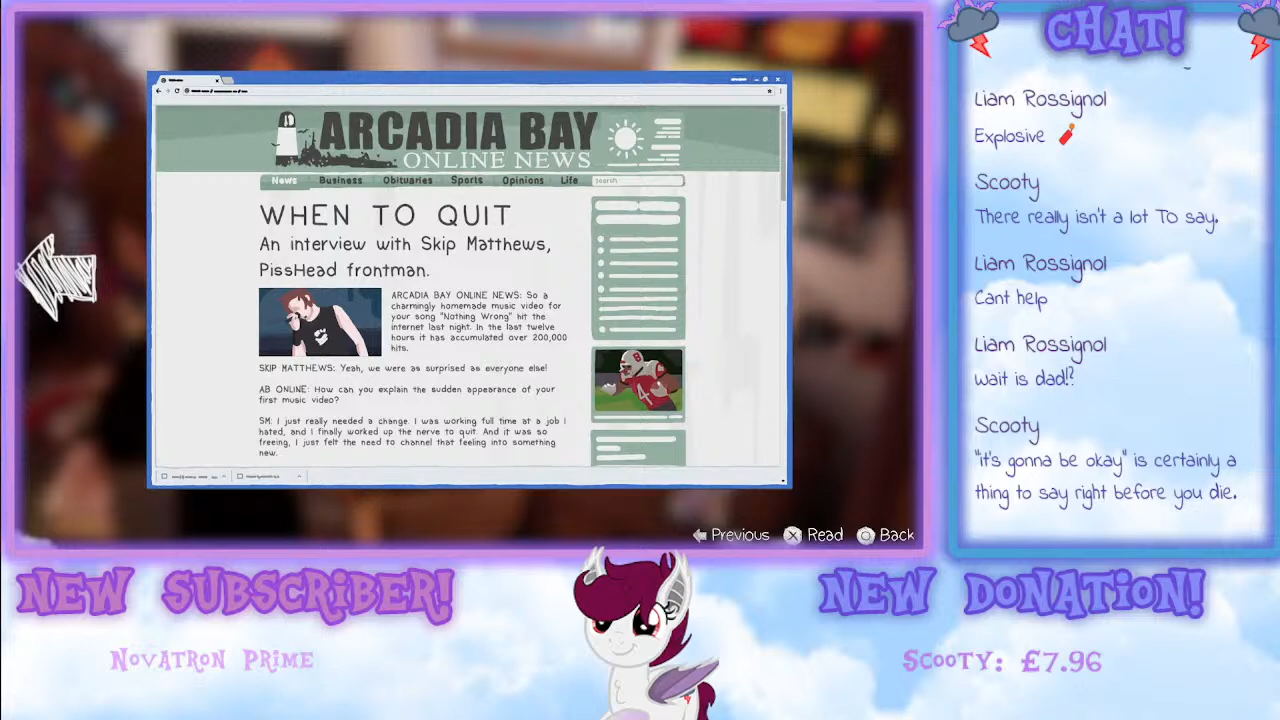 ARCADIA BAY
ONLINE NEWS
News Business Obituaries Sports Opinions Life Search
WHEN TO QUIT
An interview with Skip Matthews,
PissHead frontman.
ARCADIA BAY ONLINE NEWS: So a
charmingly homemade music video for
your song "Nothing Wrong" hit the
internet last night. In the last twelve
hours it has accumulated over 200,000
hits.
SKIP MATTHEWS: Yeah, we were as surprised as everyone else!
AB ONLINE: How can you explain the sudden appearance of your
first music video?
SM: I just really needed a change. I was working full time at a job I
hated, and I finally worked up the nerve to quit. And it was so
freeing, I just felt the need to channel that feeling into something
new.
Previous Read Back
CHAT!
Liam Rossignol
Explosive
Scooty
There really isn't a lot TO say.
Liam Rossignol
Cant help
Liam Rossignol
Wait is dad!?
Scooty
"it's gonna be okay" is certainly a
thing to say right before you die.
NEW SUBSCRIBER!
Novatron Prime
NEW DONATION!
Scooty: £7.96